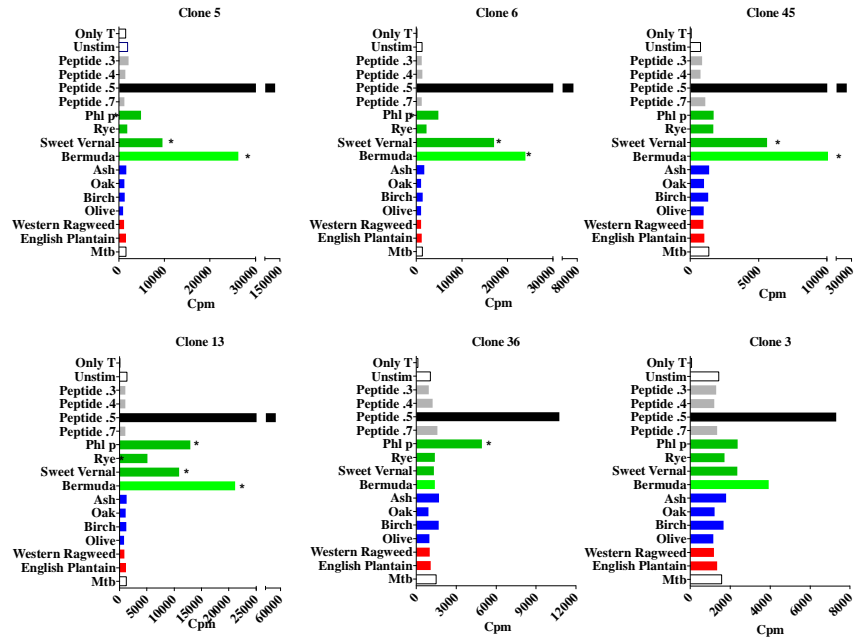 Clone 5
Only T
Unstim
Peptide .3
Peptide .4
Peptide .5
Peptide .7
Phl p*
Rye
Sweet Vernal *
Bermuda *
Ash
Oak
Birch
Olive
Western Ragweed
English Plantain
Mtb
0 10000 20000 30000 150000
Cpm
Clone 6
Only T
Unstim
Peptide .3
Peptide .4
Peptide .5
Peptide .7
Phl p*
Rye
Sweet Vernal *
Bermuda *
Ash
Oak
Birch
Olive
Western Ragweed
English Plantain
Mtb
0 10000 20000 30000 80000
Cpm
Clone 45
Only T
Unstim
Peptide .3
Peptide .4
Peptide .5
Peptide .7
Phl p
Rye
Sweet Vernal *
Bermuda *
Ash
Oak
Birch
Olive
Western Ragweed
English Plantain
Mtb
0 5000 10000 30000
Cpm
Clone 13
Only T
Unstim
Peptide .3
Peptide .4
Peptide .5
Peptide .7
Phl p *
Rye*
Sweet Vernal *
Bermuda *
Ash
Oak
Birch
Olive
Western Ragweed
English Plantain
Mtb
0 5000 10000 15000 20000 25000 60000
Cpm
Clone 36
Only T
Unstim
Peptide .3
Peptide .4
Peptide .5
Peptide .7
Phl p *
Rye
Sweet Vernal
Bermuda
Ash
Oak
Birch
Olive
Western Ragweed
English Plantain
Mtb
0 3000 6000 9000 12000
Cpm
Clone 3
Only T
Unstim
Peptide .3
Peptide .4
Peptide .5
Peptide .7
Phl p
Rye
Sweet Vernal
Bermuda
Ash
Oak
Birch
Olive
Western Ragweed
English Plantain
Mtb
0 2000 4000 6000 8000
Cpm